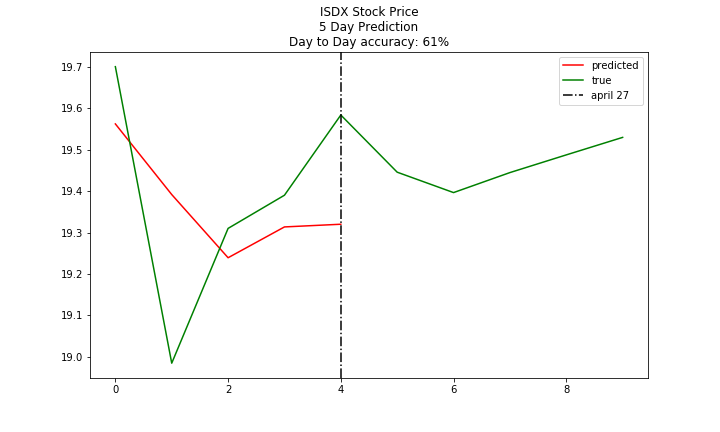 ISDX Stock Price
5 Day Prediction
Day to Day accuracy: 61%
predicted
true
april 27
19.7
19.6
19.5
19.4
19.3
19.2
19.1
19.0
0
2
4
6
8